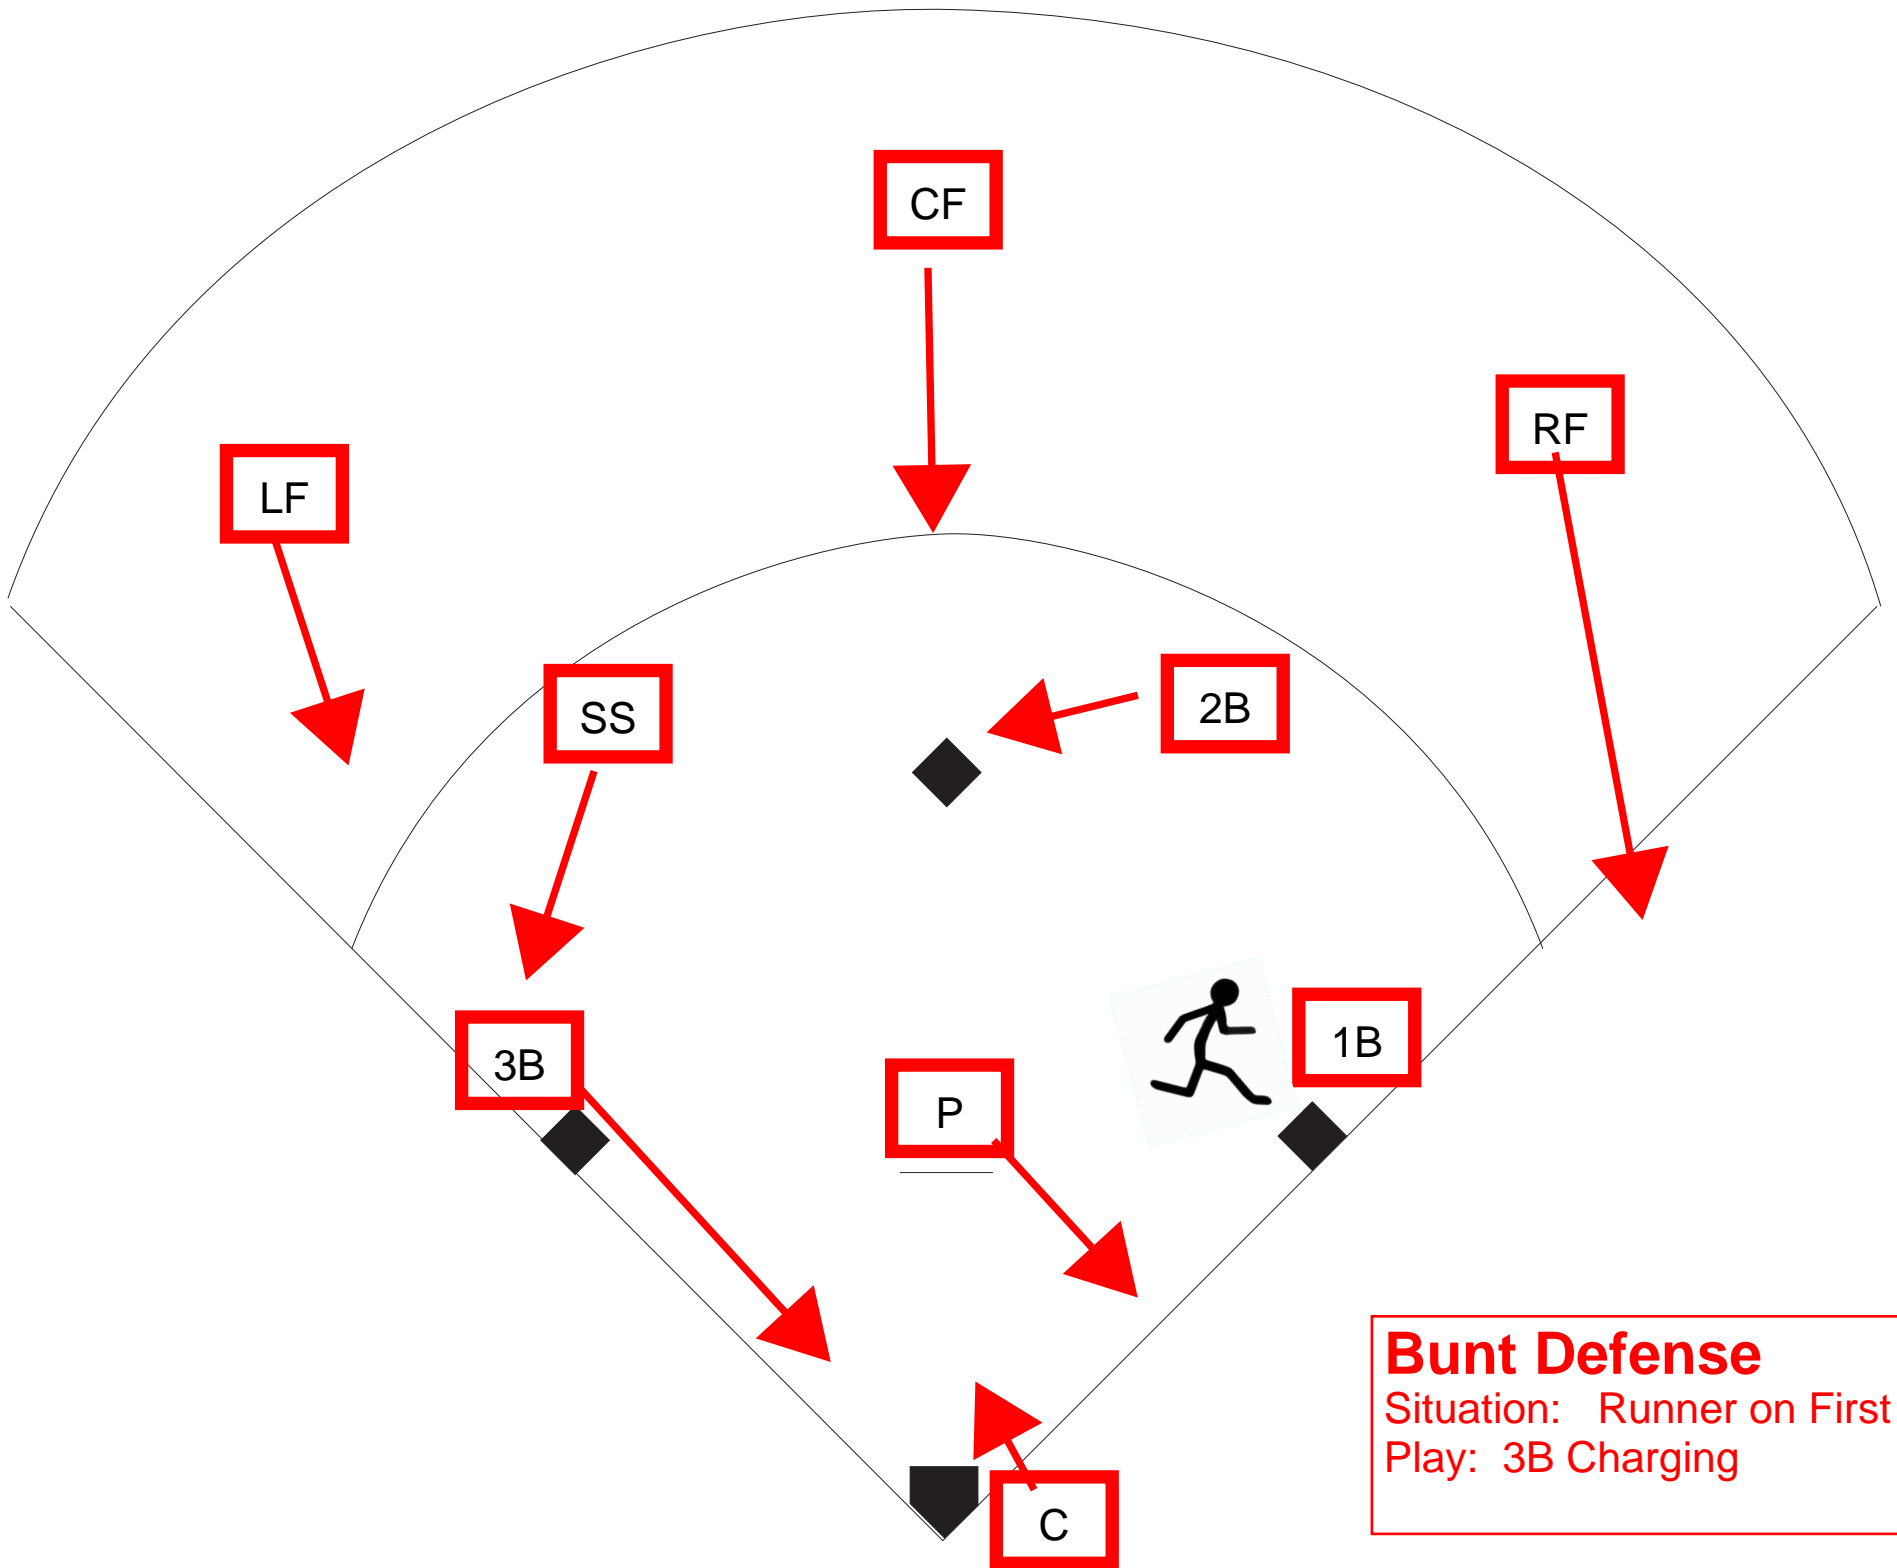 CF
RF
LF
2B
SS
1B
3B
P
Bunt Defense
Situation: Runner on First
Play: 3B Charging
C